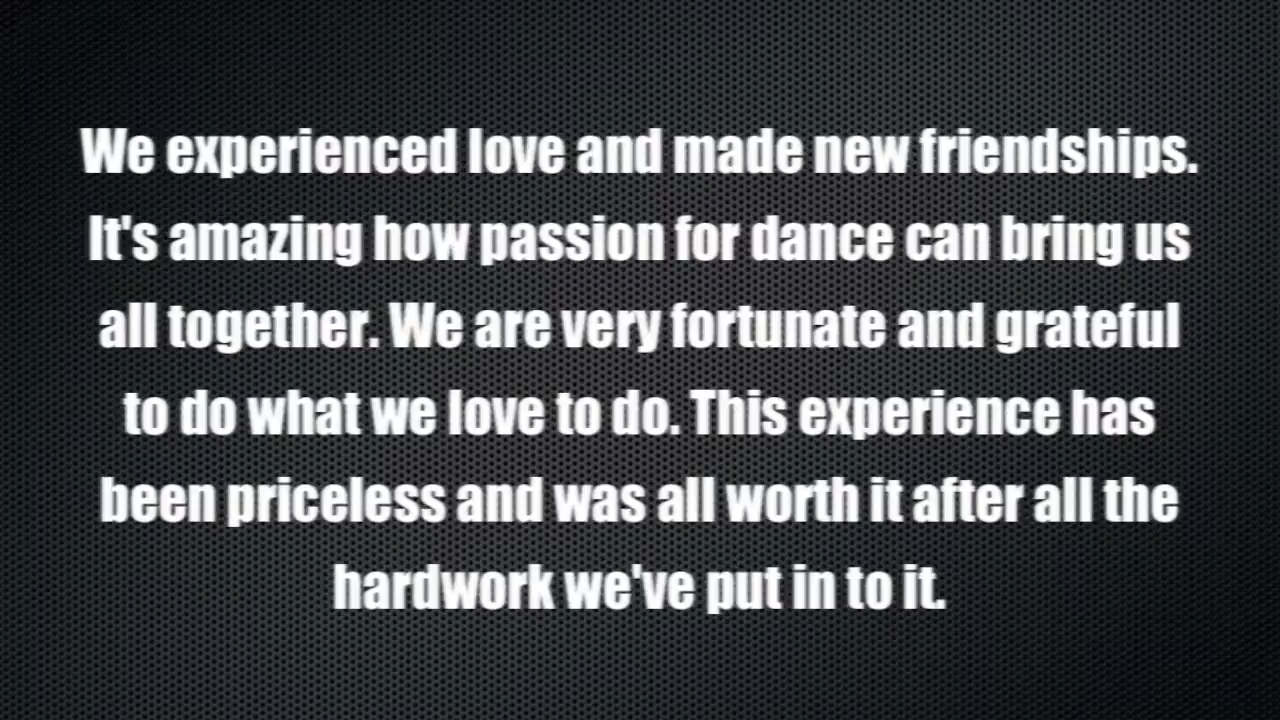 We experienced love and made new friendships.
It's amazing how passion for dance can bring us
all together. We are very fortunate and grateful
to do what we love to do. This experience has
been priceless and was all worth it after all the
hardwork we've put in to it.